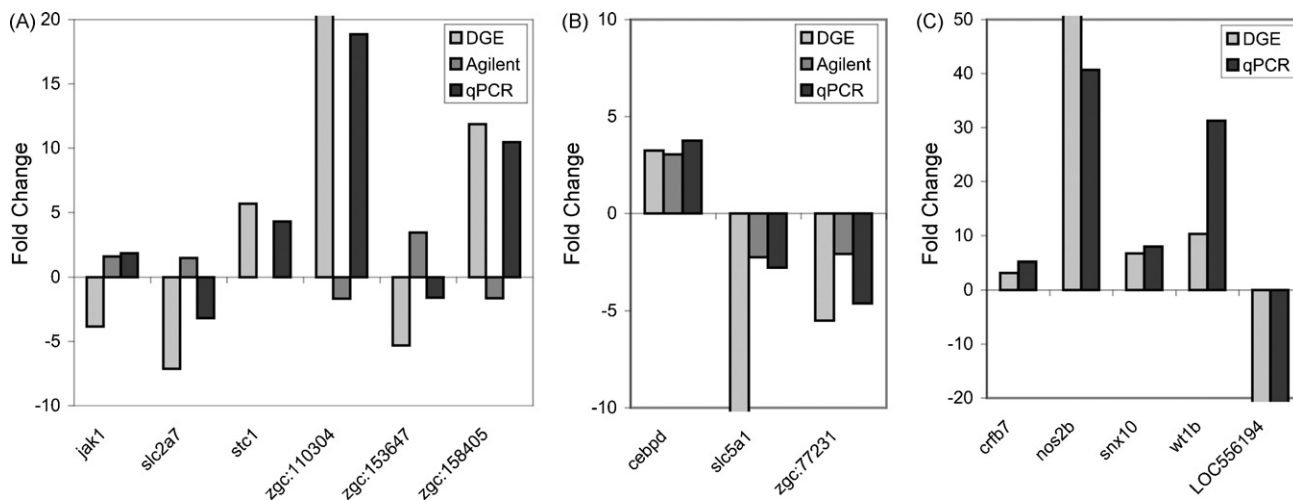 (A)
Fold Change
20
15
10
5
0
-5
-10
DGE
Agilent
qPCR
jak1
slc2a7
stc1
zgc:110304
zgc:153647
zgc:158405
(B)
Fold Change
10
5
0
-5
-10
DGE
Agilent
qPCR
cebpd
slc5a1
zgc:77231
(C)
Fold Change
50
40
30
20
10
0
-10
-20
DGE
qPCR
crfb7
nos2b
snx10
wt1b
LOC556194